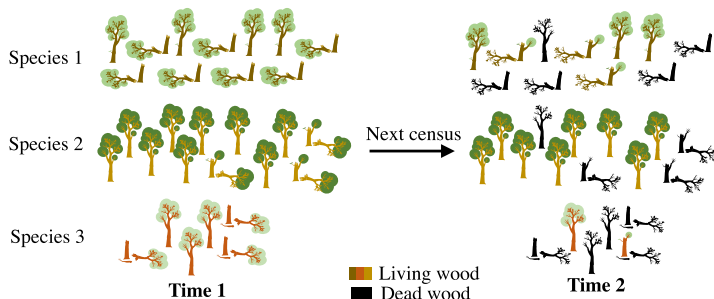 Species 1
Species 2
Next census
Species 3
Time 1
Living wood
Dead wood
Time 2